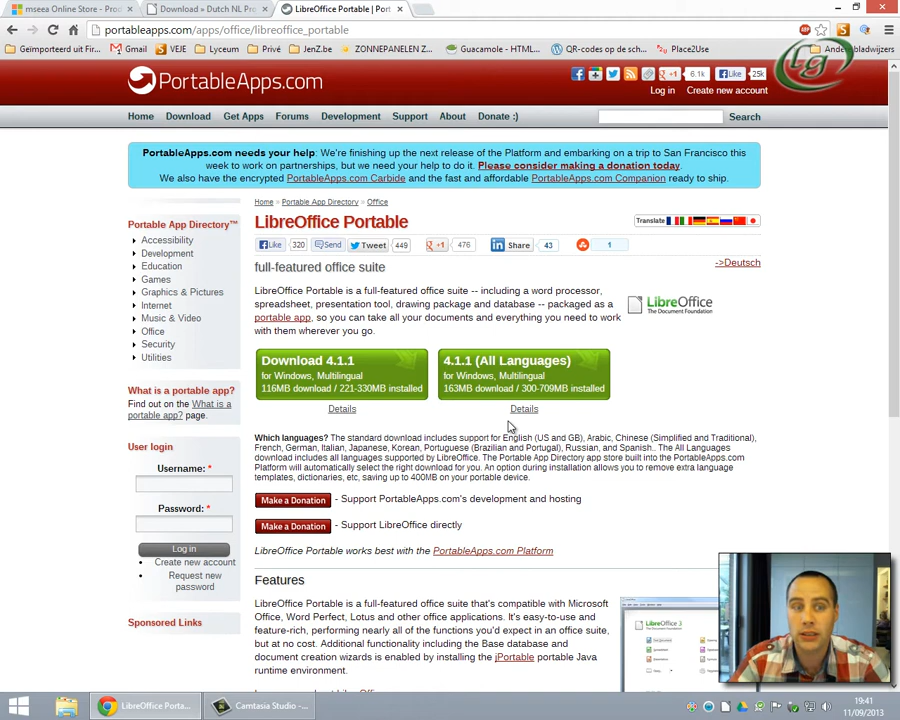 mseea Online Store - Prod
Download » Dutch NL Pr
LibreOffice Portable | Port
portableapps.com/apps/office/libreoffice_portable
Geïmporteerd uit Fir
Gmail
VEJE
Lyceum
Privé
JenZ.be
ZONNEPANELEN Z
Guacamole - HTML
QR-codes op de sch
Place2Use
Andere bladwijzers
lg
PortableApps.com
+1
6.1k
Like
25k
Log in
Create new account
Home
Download
Get Apps
Forums
Development
Support
About
Donate :)
Search
PortableApps.com needs your help: We're finishing up the next release of the Platform and embarking on a trip to San Francisco this
week to work on partnerships, but we need your help to do it. Please consider making a donation today.
We also have the encrypted PortableApps.com Carbide and the fast and affordable PortableApps.com Companion ready to ship.
Home » Portable App Directory » Office
Portable App Directory™
Accessibility
Development
Education
Games
Graphics & Pictures
Internet
Music & Video
Office
Security
Utilities
What is a portable app?
Find out on the What is a
portable app? page.
User login
Username: *
Password: *
Log in
Create new account
Request new
password
Sponsored Links
LibreOffice Portable
Translate
Like
320
Send
Tweet
449
+1
476
Share
43
1
full-featured office suite
->Deutsch
LibreOffice Portable is a full-featured office suite -- including a word processor,
spreadsheet, presentation tool, drawing package and database -- packaged as a
portable app, so you can take all your documents and everything you need to work
with them wherever you go.
LibreOffice
The Document Foundation
Download 4.1.1
for Windows, Multilingual
116MB download / 221-330MB installed
Details
4.1.1 (All Languages)
for Windows, Multilingual
163MB download / 300-709MB installed
Details
Which languages? The standard download includes support for English (US and GB), Arabic, Chinese (Simplified and Traditional),
French, German, Italian, Japanese, Korean, Portuguese (Brazilian and Portugal), Russian, and Spanish.. The All Languages
download includes all languages supported by LibreOffice. The Portable App Directory app store built into the PortableApps.com
Platform will automatically select the right download for you. An option during installation allows you to remove extra language
templates, dictionaries, etc, saving up to 400MB on your portable device.
Make a Donation - Support PortableApps.com's development and hosting
Make a Donation - Support LibreOffice directly
LibreOffice Portable works best with the PortableApps.com Platform
Features
LibreOffice Portable is a full-featured office suite that's compatible with Microsoft
Office, Word Perfect, Lotus and other office applications. It's easy-to-use and
feature-rich, performing nearly all of the functions you'd expect in an office suite,
but at no cost. Additional functionality including the Base database and
document creation wizards is enabled by installing the jPortable portable Java
runtime environment.
LibreOffice 3
LibreOffice Porta...
Camtasia Studio -...
19:41
11/09/2013